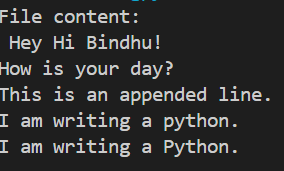 File content:
 Hey Hi Bindhu!
How is your day?
This is an appended line.
I am writing a python.
I am writing a Python.